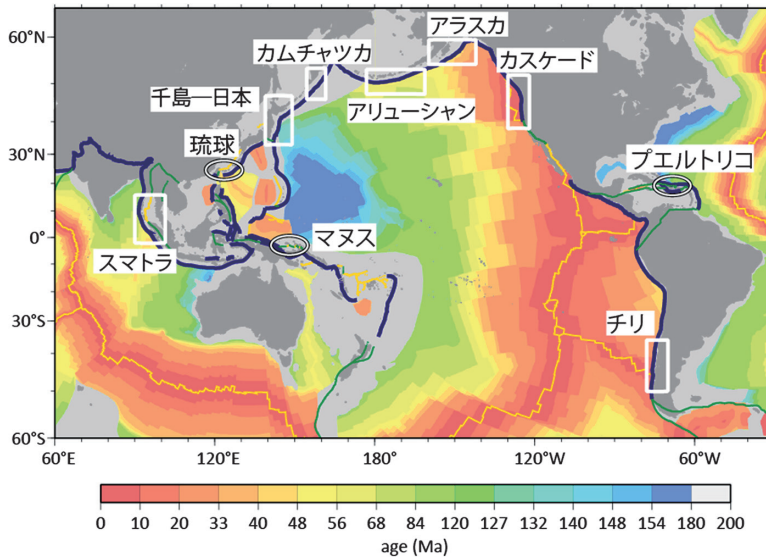 アラスカ
カムチャツカ
カスケード
千島―日本
アリューシャン
琉球
プエルトリコ
マヌス
スマトラ
チリ
60°N
30°N
0°
30°S
60°S
60°E
120°E
180°
120°W
60°W
0 10 20 33 40 48 56 68 84 120 127 132 140 148 154 180 200
age (Ma)